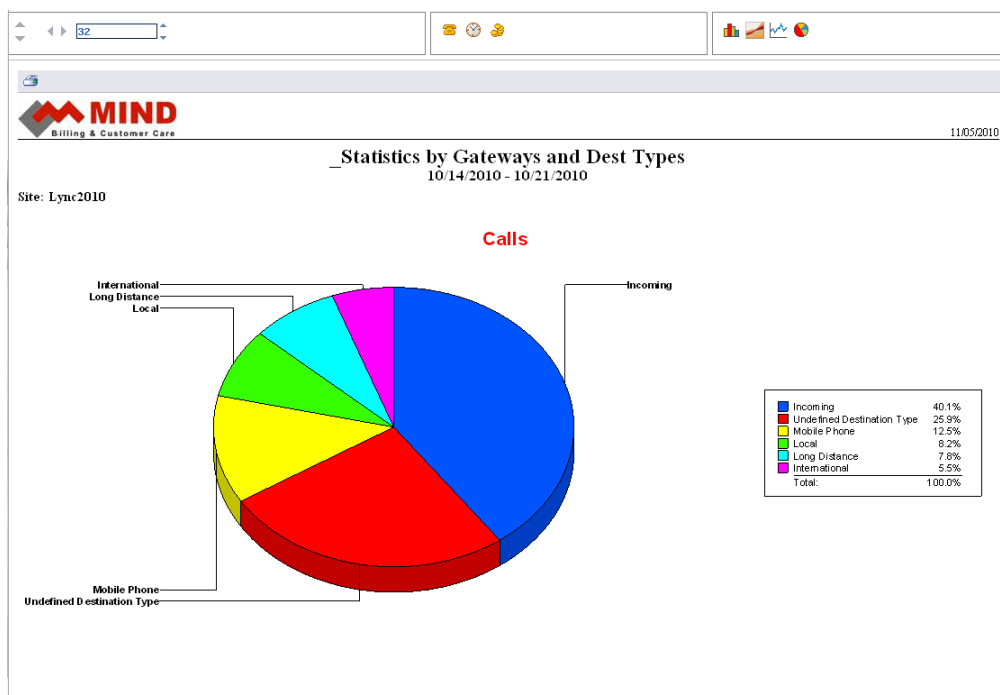 32
MIND
Billing & Customer Care
11/05/2010
_Statistics by Gateways and Dest Types
10/14/2010 - 10/21/2010
Site: Lync2010
Calls
International
Incoming
Long Distance
Local
Incoming 40.1%
Undefined Destination Type 25.9%
Mobile Phone 12.5%
Local 8.2%
Long Distance 7.8%
International 5.5%
Total: 100.0%
Mobile Phone
Undefined Destination Type